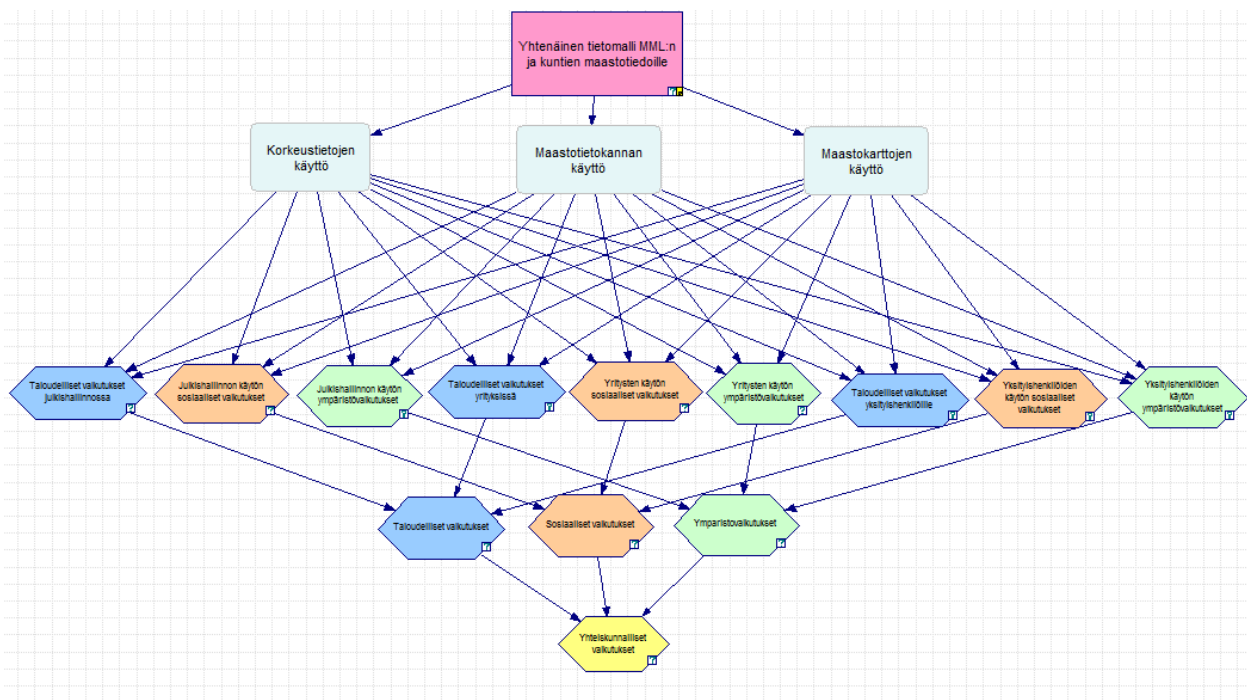 Yhtenäinen tietomalli MML:n
ja kuntien maastotiedoille
Korkeustietojen
käyttö
Maastotietokannan
käyttö
Maastokarttojen
käyttö
Taloudelliset vaikutukset
julkishallinnossa
Julkishallinnon käytön
sosiaaliset vaikutukset
Julkishallinnon käytön
ympäristövaikutukset
Taloudelliset vaikutukset
yrityksissä
Yritysten käytön
sosiaaliset vaikutukset
Yritysten käytön
ympäristövaikutukset
Taloudelliset vaikutukset
yksityishenkilöille
Yksityishenkilöiden
käytön sosiaaliset
vaikutukset
Yksityishenkilöiden
käytön
ympäristövaikutukset
Taloudelliset vaikutukset
Sosiaaliset vaikutukset
Ymparistovaikutukset
Yhteiskunnalliset
vaikutukset